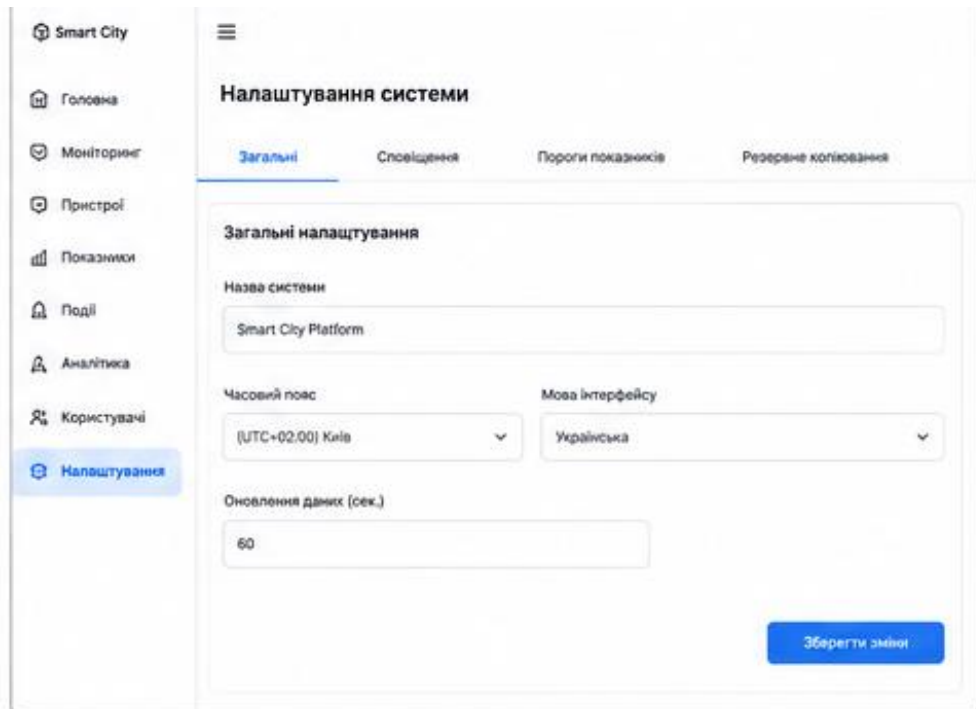 Smart City
Головна
Моніторинг
Пристрої
Показники
Події
Аналітика
Користувачі
Налаштування
Налаштування системи
Загальні Сповіщення Пороги показників Резервне копіювання
Загальні налащтування
Назва системи
Smart City Platform
Часовий пояс Мова інтерфейсу
(UTC+02:00) Київ Українська
Оновлення даних (сек.)
60
Зберегти зміни